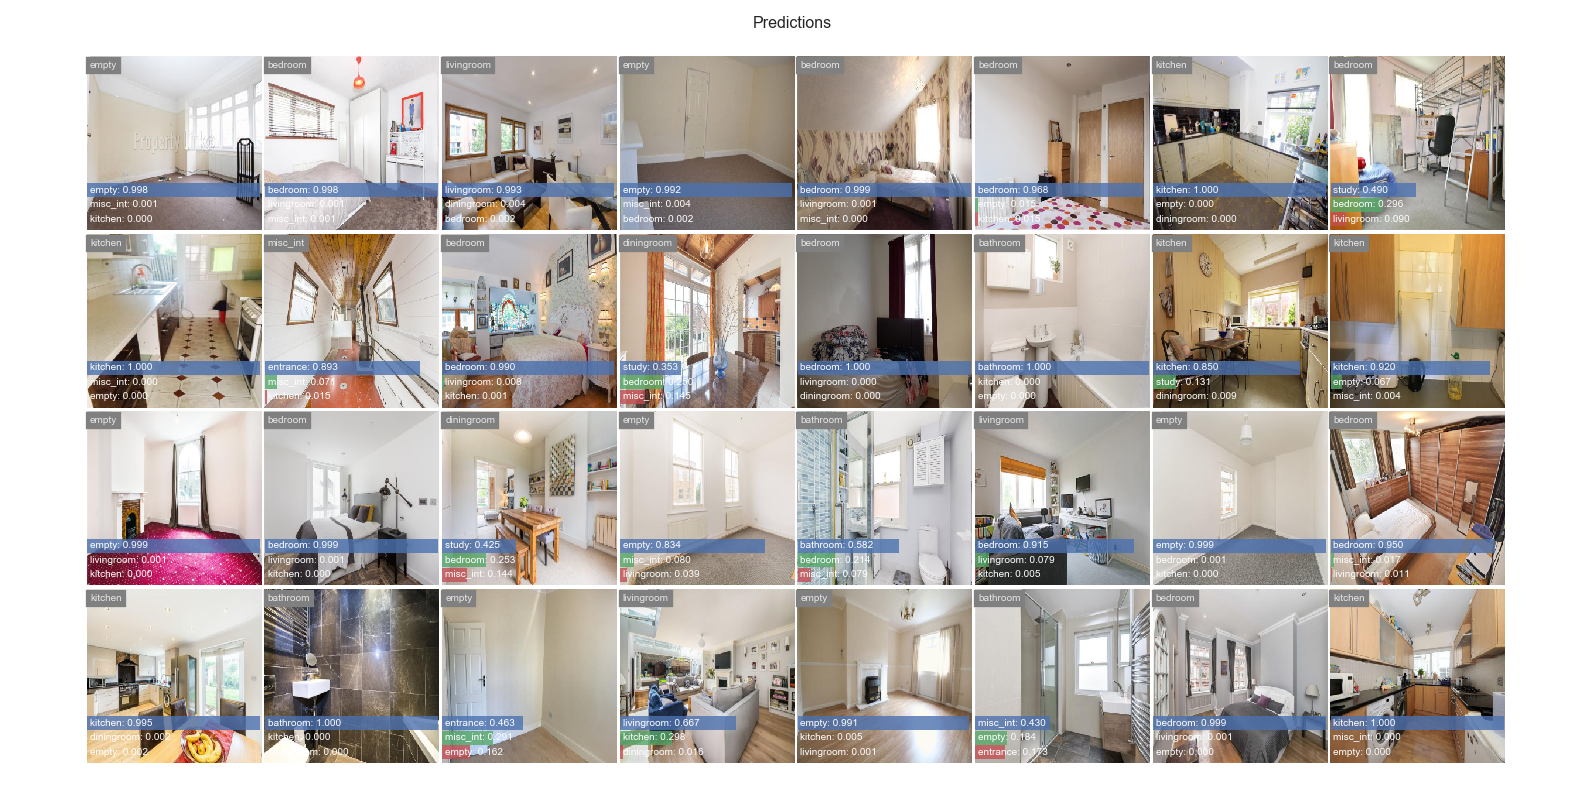 Predictions
empty
bedroom
livingroom
empty
bedroom
bedroom
kitchen
bedroom
empty: 0.998
misc_int: 0.001
kitchen: 0.000
bedroom: 0.998
livingroom: 0.001
misc_int: 0.001
livingroom: 0.993
diningroom: 0.004
bedroom: 0.002
empty: 0.992
misc_int: 0.004
bedroom: 0.002
bedroom: 0.999
livingroom: 0.001
misc_int: 0.000
bedroom: 0.968
empty: 0.015
kitchen: 0.015
kitchen: 1.000
empty: 0.000
diningroom: 0.000
study: 0.490
bedroom: 0.296
livingroom: 0.090
kitchen
misc_int
bedroom
diningroom
bedroom
bathroom
kitchen
kitchen
kitchen: 1.000
misc_int: 0.000
empty: 0.000
entrance: 0.893
misc_int: 0.071
kitchen: 0.015
bedroom: 0.990
livingroom: 0.008
kitchen: 0.001
study: 0.353
bedroom:
misc_int: 0.145
bedroom: 1.000
livingroom: 0.000
diningroom: 0.000
bathroom: 1.000
kitchen: 0.000
empty: 0.000
kitchen: 0.850
study: 0.131
diningroom: 0.009
kitchen: 0.920
empty: 0.067
misc_int: 0.004
empty
bedroom
diningroom
empty
bathroom
livingroom
empty
bedroom
empty: 0.999
livingroom: 0.001
kitchen: 0.000
bedroom: 0.999
livingroom: 0.001
kitchen: 0.000
study: 0.425
bedroom: 0.253
misc_int: 0.144
empty: 0.834
misc_int: 0.080
livingroom: 0.039
bathroom: 0.582
bedroom: 0.214
misc_int: 0.079
bedroom: 0.915
livingroom: 0.079
kitchen: 0.005
empty: 0.999
bedroom: 0.001
kitchen: 0.000
bedroom: 0.950
misc_int: 0.017
livingroom: 0.011
kitchen
bathroom
empty
livingroom
empty
bathroom
bedroom
kitchen
kitchen: 0.995
diningroom: 0.002
empty: 0.002
bathroom: 1.000
kitchen: 0.000
0.000
entrance: 0.463
misc_int: 0.291
empty: 0.162
livingroom: 0.667
kitchen: 0.298
diningroom: 0.016
empty: 0.991
kitchen: 0.005
livingroom: 0.001
misc_int: 0.430
empty: 0.184
entrance: 0.173
bedroom: 0.999
livingroom: 0.001
empty: 0.000
kitchen: 1.000
misc_int: 0.000
empty: 0.000